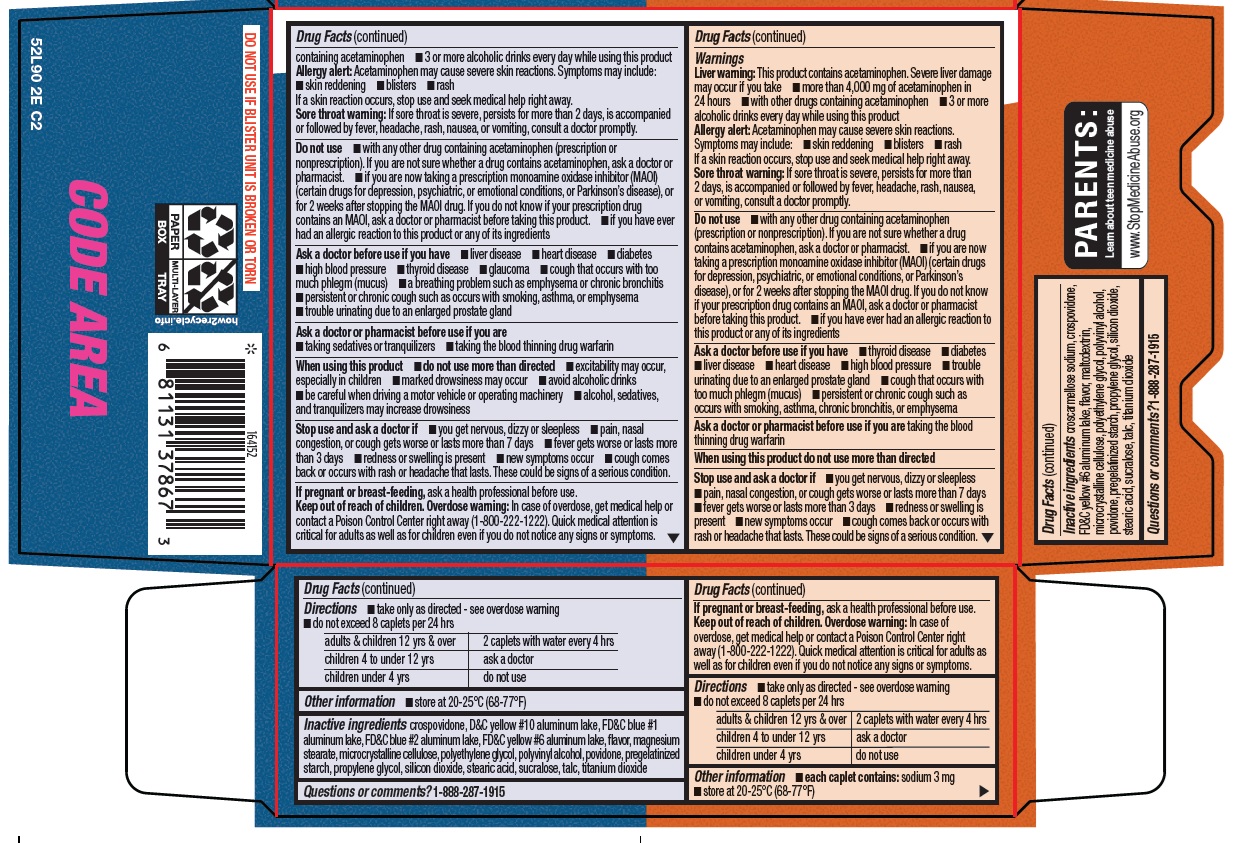 52L90 2E C2
CODE AREA
DO NOT USE IF BLISTER UNIT IS BROKEN OR TORN
PAPER
BOX
MULTI-LAYER
TRAY
how2recycle.info
*
6 81131 37867 3
164152
Drug Facts (continued)
containing acetaminophen ■ 3 or more alcoholic drinks every day while using this product
Allergy alert: Acetaminophen may cause severe skin reactions. Symptoms may include:
■ skin reddening ■ blisters ■ rash
If a skin reaction occurs, stop use and seek medical help right away.
Sore throat warning: If sore throat is severe, persists for more than 2 days, is accompanied
or followed by fever, headache, rash, nausea, or vomiting, consult a doctor promptly.
Do not use ■ with any other drug containing acetaminophen (prescription or
nonprescription). If you are not sure whether a drug contains acetaminophen, ask a doctor or
pharmacist. ■ if you are now taking a prescription monoamine oxidase inhibitor (MAOI)
(certain drugs for depression, psychiatric, or emotional conditions, or Parkinson's disease), or
for 2 weeks after stopping the MAOI drug. If you do not know if your prescription drug
contains an MAOI, ask a doctor or pharmacist before taking this product. ■ if you have ever
had an allergic reaction to this product or any of its ingredients
Ask a doctor before use if you have ■ liver disease ■ heart disease ■ diabetes
■ high blood pressure ■ thyroid disease ■ glaucoma ■ cough that occurs with too
much phlegm (mucus) ■ a breathing problem such as emphysema or chronic bronchitis
■ persistent or chronic cough such as occurs with smoking, asthma, or emphysema
■ trouble urinating due to an enlarged prostate gland
Ask a doctor or pharmacist before use if you are
■ taking sedatives or tranquilizers ■ taking the blood thinning drug warfarin
When using this product ■ do not use more than directed ■ excitability may occur,
especially in children ■ marked drowsiness may occur ■ avoid alcoholic drinks
■ be careful when driving a motor vehicle or operating machinery ■ alcohol, sedatives,
and tranquilizers may increase drowsiness
Stop use and ask a doctor if ■ you get nervous, dizzy or sleepless ■ pain, nasal
congestion, or cough gets worse or lasts more than 7 days ■ fever gets worse or lasts more
than 3 days ■ redness or swelling is present ■ new symptoms occur ■ cough comes
back or occurs with rash or headache that lasts. These could be signs of a serious condition.
If pregnant or breast-feeding, ask a health professional before use.
Keep out of reach of children. Overdose warning: In case of overdose, get medical help or
contact a Poison Control Center right away (1-800-222-1222). Quick medical attention is
critical for adults as well as for children even if you do not notice any signs or symptoms. ▼
Drug Facts (continued)
Warnings
Liver warning: This product contains acetaminophen. Severe liver damage
may occur if you take ■ more than 4,000 mg of acetaminophen in
24 hours ■ with other drugs containing acetaminophen ■ 3 or more
alcoholic drinks every day while using this product
Allergy alert: Acetaminophen may cause severe skin reactions.
Symptoms may include: ■ skin reddening ■ blisters ■ rash
If a skin reaction occurs, stop use and seek medical help right away.
Sore throat warning: If sore throat is severe, persists for more than
2 days, is accompanied or followed by fever, headache, rash, nausea,
or vomiting, consult a doctor promptly.
Do not use ■ with any other drug containing acetaminophen
(prescription or nonprescription). If you are not sure whether a drug
contains acetaminophen, ask a doctor or pharmacist. ■ if you are now
taking a prescription monoamine oxidase inhibitor (MAOI) (certain drugs
for depression, psychiatric, or emotional conditions, or Parkinson's
disease), or for 2 weeks after stopping the MAOI drug. If you do not know
if your prescription drug contains an MAOI, ask a doctor or pharmacist
before taking this product. ■ if you have ever had an allergic reaction to
this product or any of its ingredients
Ask a doctor before use if you have ■ thyroid disease ■ diabetes
■ liver disease ■ heart disease ■ high blood pressure ■ trouble
urinating due to an enlarged prostate gland ■ cough that occurs with
too much phlegm (mucus) ■ persistent or chronic cough such as
occurs with smoking, asthma, chronic bronchitis, or emphysema
Ask a doctor or pharmacist before use if you are taking the blood
thinning drug warfarin
When using this product do not use more than directed
Stop use and ask a doctor if ■ you get nervous, dizzy or sleepless
■ pain, nasal congestion, or cough gets worse or lasts more than 7 days
■ fever gets worse or lasts more than 3 days ■ redness or swelling is
present ■ new symptoms occur ■ cough comes back or occurs with
rash or headache that lasts. These could be signs of a serious condition. ▼
PARENTS:
Learn about teen medicine abuse
www.StopMedicineAbuse.org
Drug Facts (continued)
Inactive ingredients croscarmellose sodium, crospovidone,
FD&C yellow #6 aluminum lake, flavor, maltodextrin,
microcrystalline cellulose, polyethylene glycol, polyvinyl alcohol,
povidone, pregelatinized starch, propylene glycol, silicon dioxide,
stearic acid, sucralose, talc, titanium dioxide
Questions or comments? 1-888-287-1915
Drug Facts (continued)
Directions ■ take only as directed - see overdose warning
■ do not exceed 8 caplets per 24 hrs
adults & children 12 yrs & over 2 caplets with water every 4 hrs
children 4 to under 12 yrs ask a doctor
children under 4 yrs do not use
Other information ■ store at 20-25°C (68-77°F)
Inactive ingredients crospovidone, D&C yellow #10 aluminum lake, FD&C blue #1
aluminum lake, FD&C blue #2 aluminum lake, FD&C yellow #6 aluminum lake, flavor, magnesium
stearate, microcrystalline cellulose, polyethylene glycol, polyvinyl alcohol, povidone, pregelatinized
starch, propylene glycol, silicon dioxide, stearic acid, sucralose, talc, titanium dioxide
Questions or comments? 1-888-287-1915
Drug Facts (continued)
If pregnant or breast-feeding, ask a health professional before use.
Keep out of reach of children. Overdose warning: In case of
overdose, get medical help or contact a Poison Control Center right
away (1-800-222-1222). Quick medical attention is critical for adults as
well as for children even if you do not notice any signs or symptoms.
Directions ■ take only as directed - see overdose warning
■ do not exceed 8 caplets per 24 hrs
adults & children 12 yrs & over 2 caplets with water every 4 hrs
children 4 to under 12 yrs ask a doctor
children under 4 yrs do not use
Other information ■ each caplet contains: sodium 3 mg
■ store at 20-25°C (68-77°F) ▶